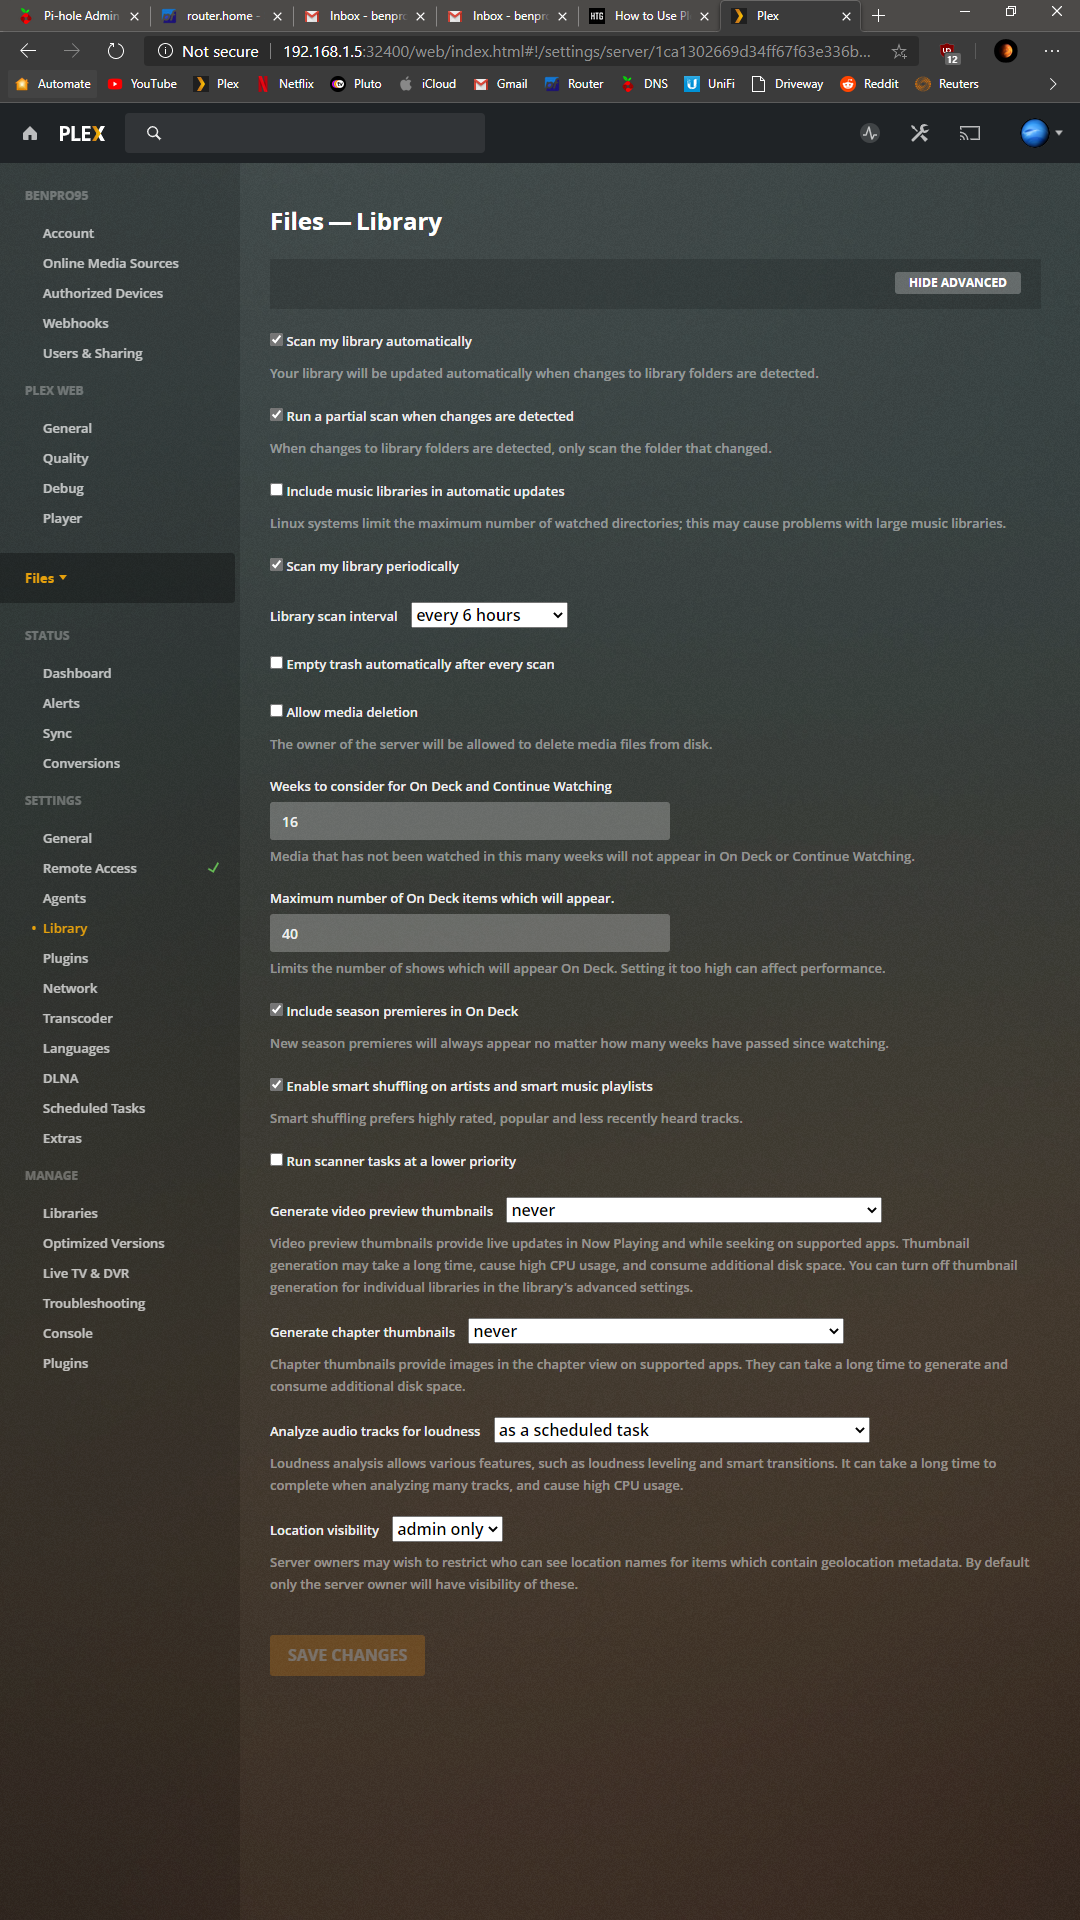 Pi-hole Admin
router.home -
Inbox - benpro
Inbox - benpro
HTG
How to Use Pl
Plex
Not secure
192.168.1.5:32400/web/index.html#!/settings/server/1ca1302669d34ff67f63e336b...
12
Automate
YouTube
Plex
Netflix
Pluto
iCloud
Gmail
Router
DNS
UniFi
Driveway
Reddit
Reuters
PLEX
BENPRO95
Account
Online Media Sources
Authorized Devices
Webhooks
Users & Sharing
PLEX WEB
General
Quality
Debug
Player
Files
STATUS
Dashboard
Alerts
Sync
Conversions
SETTINGS
General
Remote Access
Agents
Library
Plugins
Network
Transcoder
Languages
DLNA
Scheduled Tasks
Extras
MANAGE
Libraries
Optimized Versions
Live TV & DVR
Troubleshooting
Console
Plugins
Files — Library
HIDE ADVANCED
Scan my library automatically
Your library will be updated automatically when changes to library folders are detected.
Run a partial scan when changes are detected
When changes to library folders are detected, only scan the folder that changed.
Include music libraries in automatic updates
Linux systems limit the maximum number of watched directories; this may cause problems with large music libraries.
Scan my library periodically
Library scan interval every 6 hours
Empty trash automatically after every scan
Allow media deletion
The owner of the server will be allowed to delete media files from disk.
Weeks to consider for On Deck and Continue Watching
16
Media that has not been watched in this many weeks will not appear in On Deck or Continue Watching.
Maximum number of On Deck items which will appear.
40
Limits the number of shows which will appear On Deck. Setting it too high can affect performance.
Include season premieres in On Deck
New season premieres will always appear no matter how many weeks have passed since watching.
Enable smart shuffling on artists and smart music playlists
Smart shuffling prefers highly rated, popular and less recently heard tracks.
Run scanner tasks at a lower priority
Generate video preview thumbnails never
Video preview thumbnails provide live updates in Now Playing and while seeking on supported apps. Thumbnail
generation may take a long time, cause high CPU usage, and consume additional disk space. You can turn off thumbnail
generation for individual libraries in the library's advanced settings.
Generate chapter thumbnails never
Chapter thumbnails provide images in the chapter view on supported apps. They can take a long time to generate and
consume additional disk space.
Analyze audio tracks for loudness as a scheduled task
Loudness analysis allows various features, such as loudness leveling and smart transitions. It can take a long time to
complete when analyzing many tracks, and cause high CPU usage.
Location visibility admin only
Server owners may wish to restrict who can see location names for items which contain geolocation metadata. By default
only the server owner will have visibility of these.
SAVE CHANGES